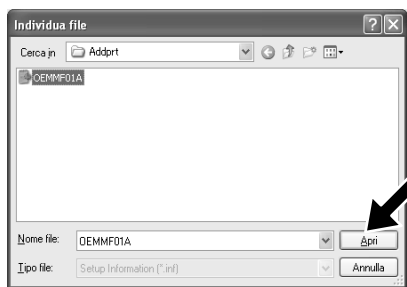 Individua file
Cerca in
Addprt
OEMMF01A
Nome file:
OEMMF01A
Apri
Tipo file:
Setup Information (*.inf)
Annulla